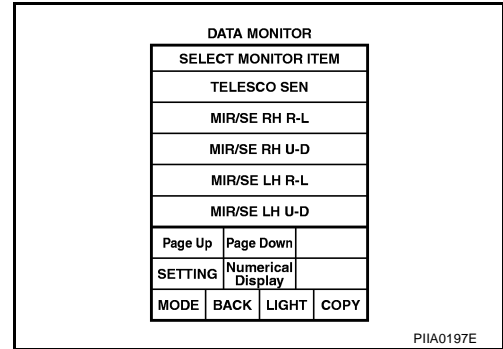 DATA MONITOR
SELECT MONITOR ITEM
TELESCO SEN
MIR/SE RH R-L
MIR/SE RH U-D
MIR/SE LH R-L
MIR/SE LH U-D
Page Up Page Down
SETTING Numerical
Display
MODE BACK LIGHT COPY
PIIA0197E